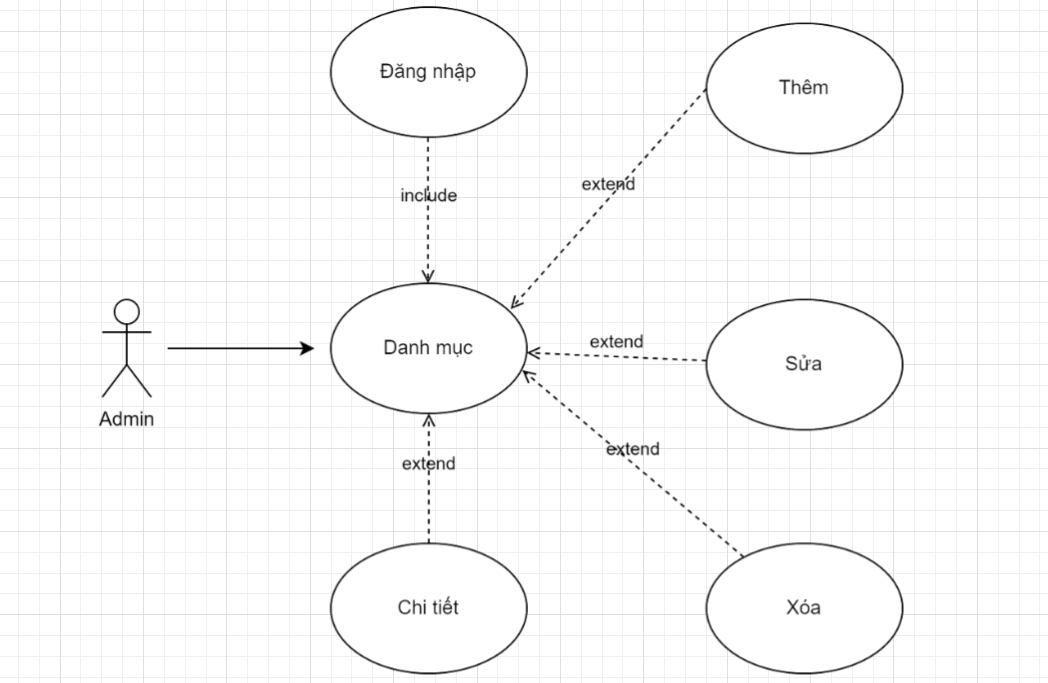 Đăng nhập
Thêm
include
extend
Danh mục
extend
Sửa
Admin
extend
extend
Chi tiết
Xóa